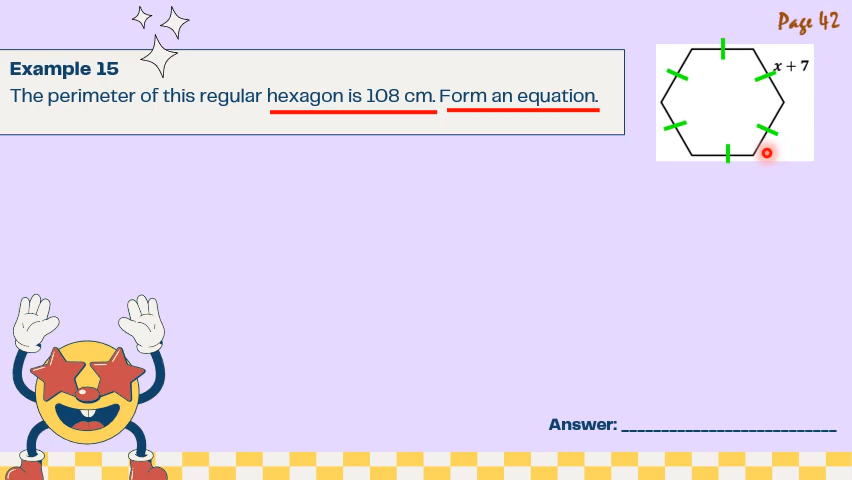 Page 42
Example 15
The perimeter of this regular hexagon is 108 cm. Form an equation.
x + 7
Answer: ___________________________